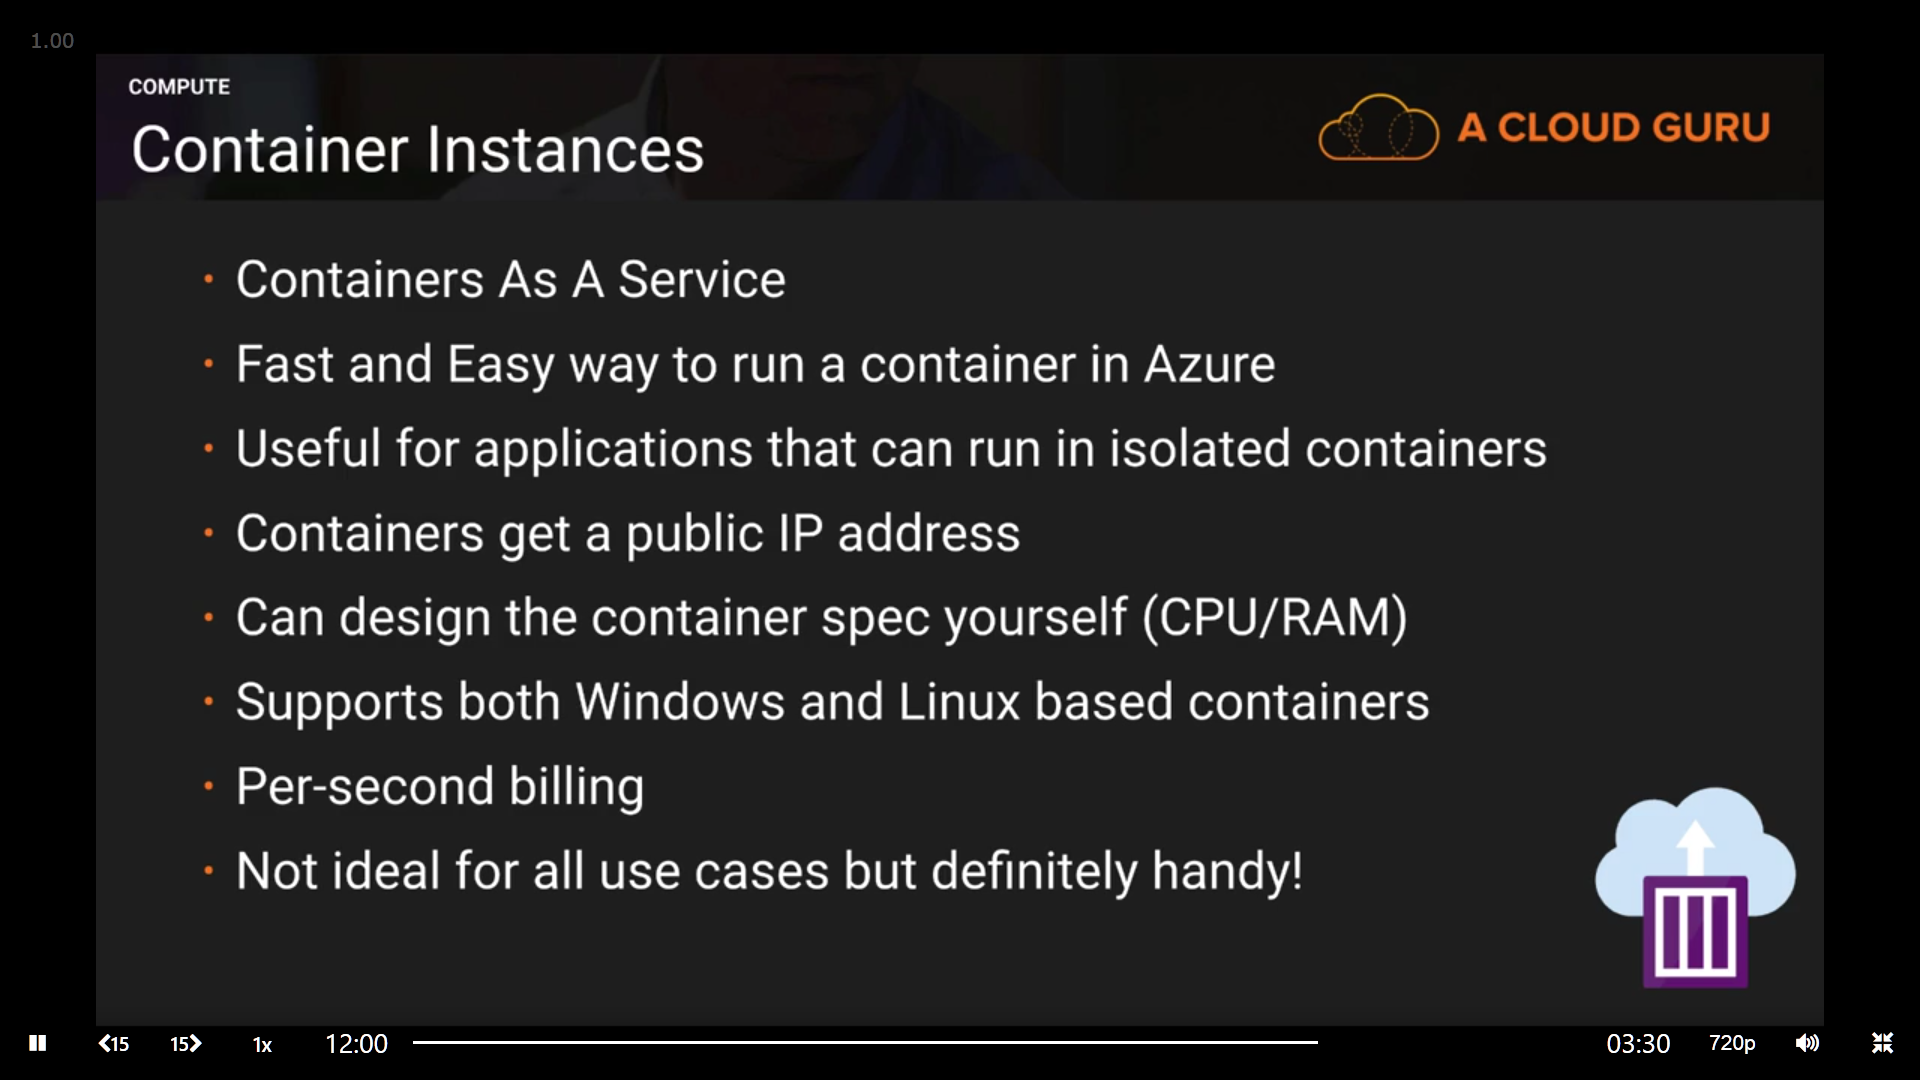 1.00
COMPUTE
Container Instances
A CLOUD GURU
• Containers As A Service
• Fast and Easy way to run a container in Azure
• Useful for applications that can run in isolated containers
• Containers get a public IP address
• Can design the container spec yourself (CPU/RAM)
• Supports both Windows and Linux based containers
• Per-second billing
• Not ideal for all use cases but definitely handy!
15 15 1x 12:00 03:30 720p